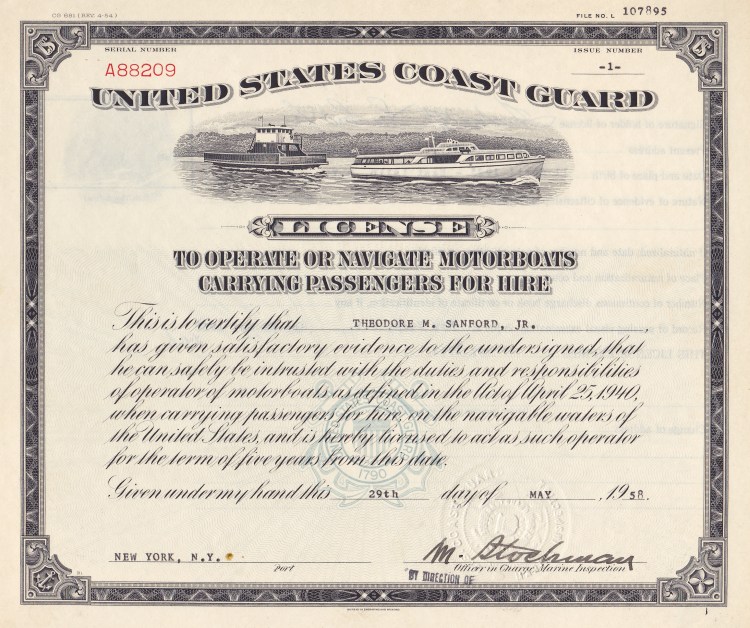 CG 881 (REV. 4-54)
FILE NO. L 107895
SERIAL NUMBER
ISSUE NUMBER
A88209
-1-
UNITED STATES COAST GUARD
LICENSE
TO OPERATE OR NAVIGATE MOTORBOATS
CARRYING PASSENGERS FOR HIRE
This is to certify that THEODORE M. SANFORD, JR.,
has given satisfactory evidence to the undersigned, that
he can safely be intrusted with the duties and responsibilities
of operator of motorboats as defined in the Act of April 25, 1940,
when carrying passengers for hire, on the navigable waters of
the United States, and is hereby licensed to act as such operator
for the term of five years from this date.
1790
Given under my hand this 29th day of MAY, 1958.
NEW YORK, N.Y.
Port
M. Stockman
Officer in Charge, Marine Inspection
BY DIRECTION OF